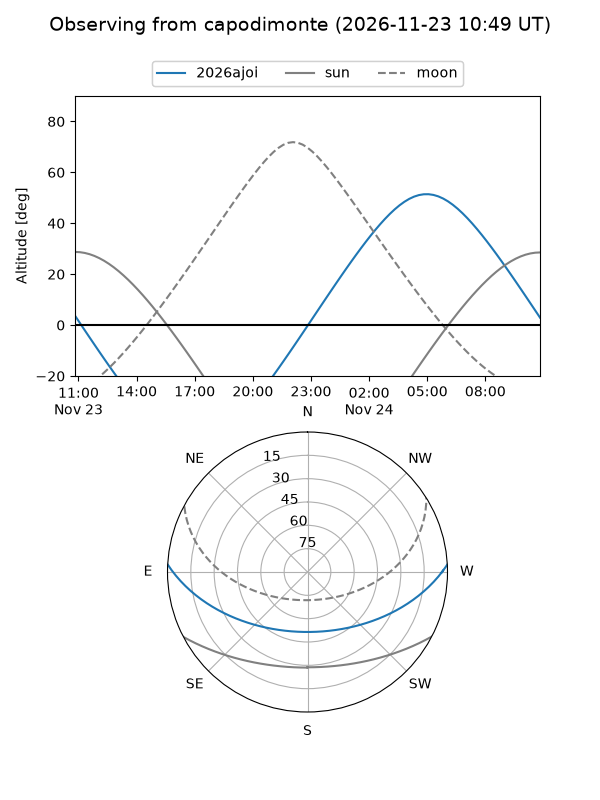 Observing from capodimonte (2026-11-23 10:49 UT)
2026ajoi sun moon
Altitude [deg]
80
60
40
20
0
−20
11:00 14:00 17:00 20:00 23:00 02:00 05:00 08:00
Nov 23 Nov 24
N
NE NW
15
30
45
60
75
E W
SE SW
S